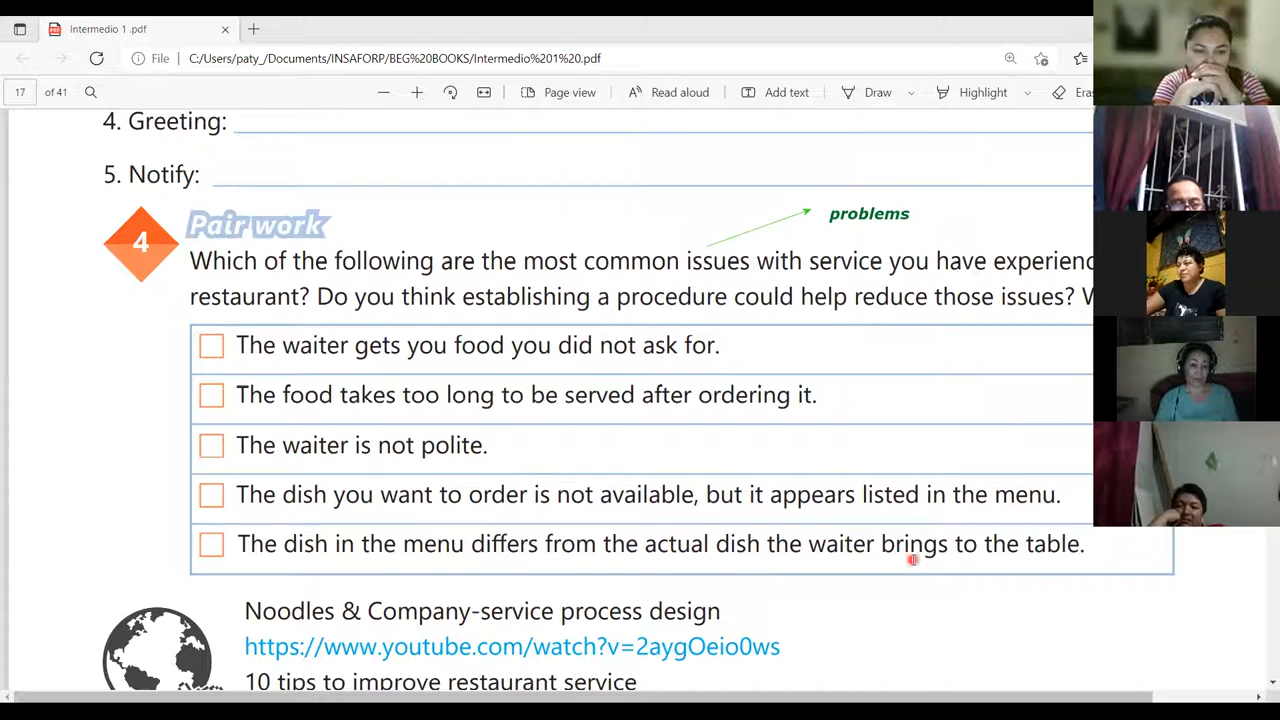 Intermedio 1 .pdf
File
C:/Users/paty_/Documents/INSAFORP/BEG%20BOOKS/Intermedio%201%20.pdf
17 of 41
Page view
Read aloud
Add text
Draw
Highlight
Eras
4. Greeting:
5. Notify:
4
Pair work
problems
Which of the following are the most common issues with service you have experienc
restaurant? Do you think establishing a procedure could help reduce those issues? W
The waiter gets you food you did not ask for.
The food takes too long to be served after ordering it.
The waiter is not polite.
The dish you want to order is not available, but it appears listed in the menu.
The dish in the menu differs from the actual dish the waiter brings to the table.
Noodles & Company-service process design
https://www.youtube.com/watch?v=2aygOeio0ws
10 tips to improve restaurant service